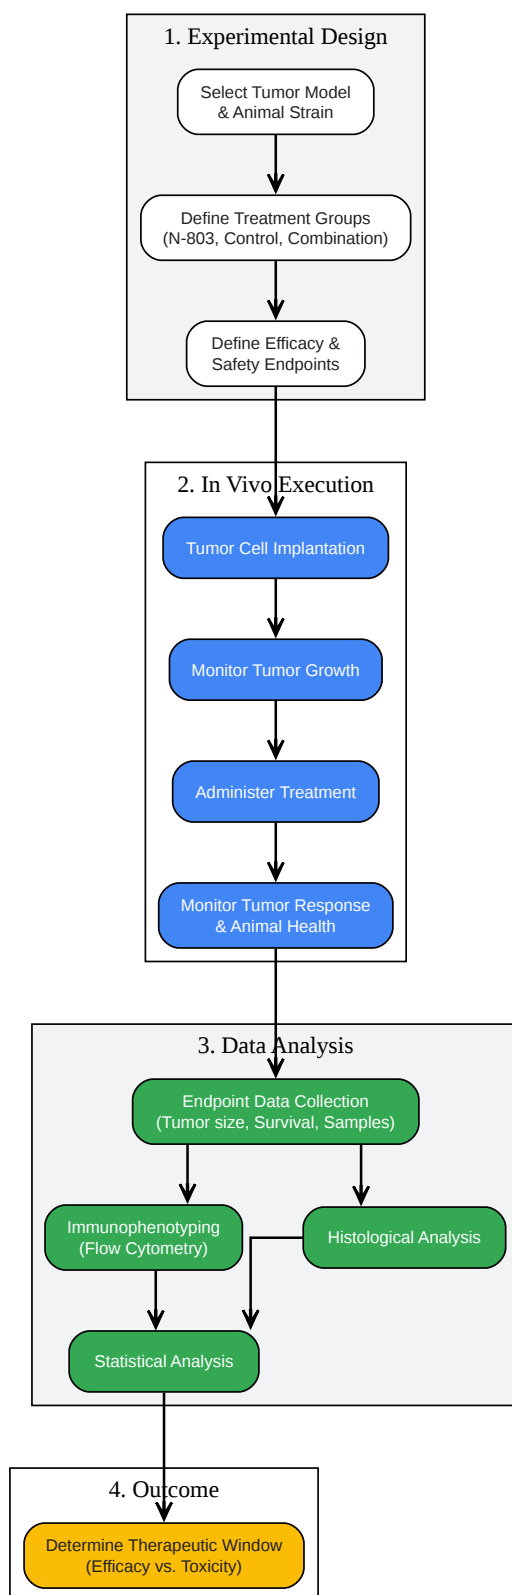 1. Experimental Design
Select Tumor Model
& Animal Strain
Define Treatment Groups
(N-803, Control, Combination)
Define Efficacy &
Safety Endpoints
2. In Vivo Execution
Tumor Cell Implantation
Monitor Tumor Growth
Administer Treatment
Monitor Tumor Response
& Animal Health
3. Data Analysis
Endpoint Data Collection
(Tumor size, Survival, Samples)
Immunophenotyping
(Flow Cytometry)
Histological Analysis
Statistical Analysis
4. Outcome
Determine Therapeutic Window
(Efficacy vs. Toxicity)